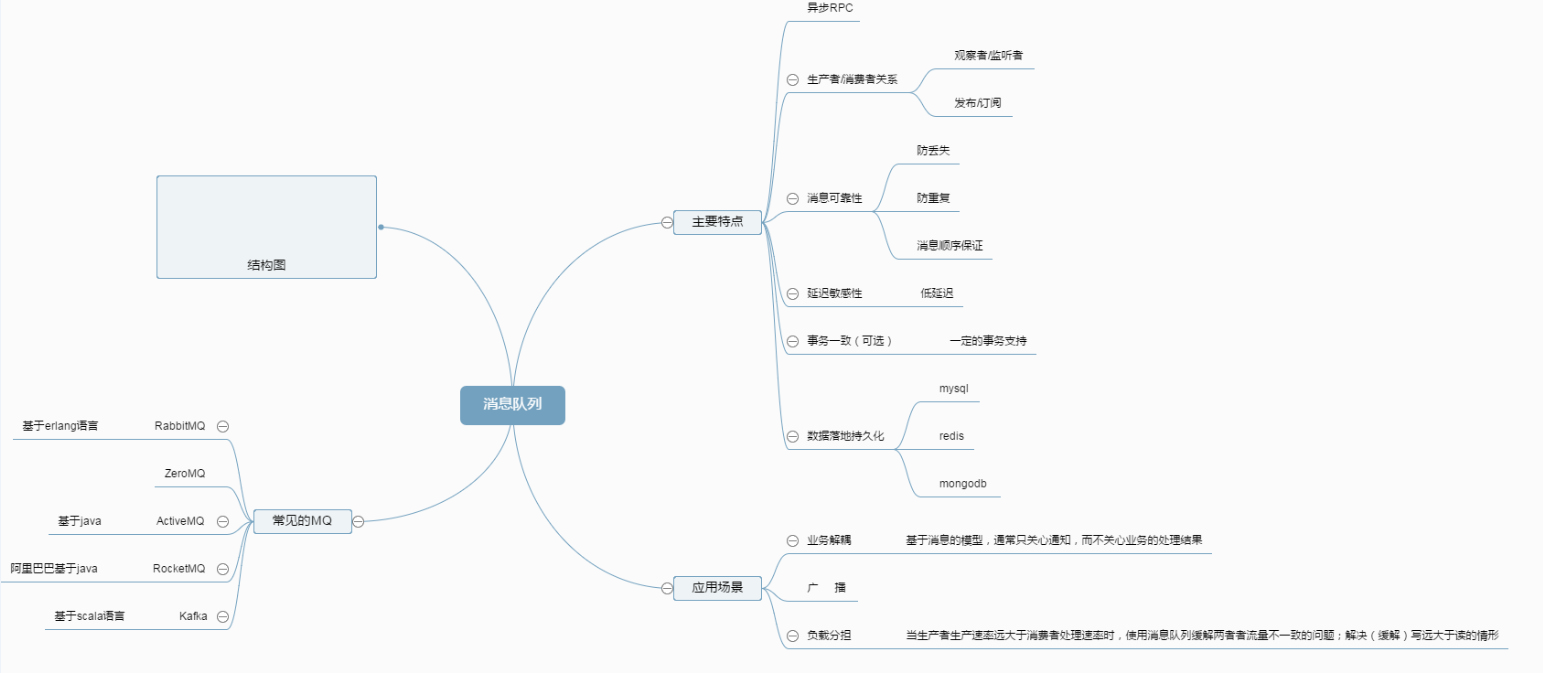 消息队列
主要特点
异步RPC
生产者/消费者关系
观察者/监听者
发布/订阅
消息可靠性
防丢失
防重复
消息顺序保证
延迟敏感性
低延迟
事务一致（可选）
一定的事务支持
数据落地持久化
mysql
redis
mongodb
应用场景
业务解耦
基于消息的模型，通常只关心通知，而不关心业务的处理结果
广 播
负载分担
当生产者生产速率远大于消费者处理速率时，使用消息队列缓解两者者流量不一致的问题；解决（缓解）写远大于读的情形
结构图
常见的MQ
基于erlang语言 RabbitMQ
ZeroMQ
基于java ActiveMQ
阿里巴巴基于java RocketMQ
基于scala语言 Kafka